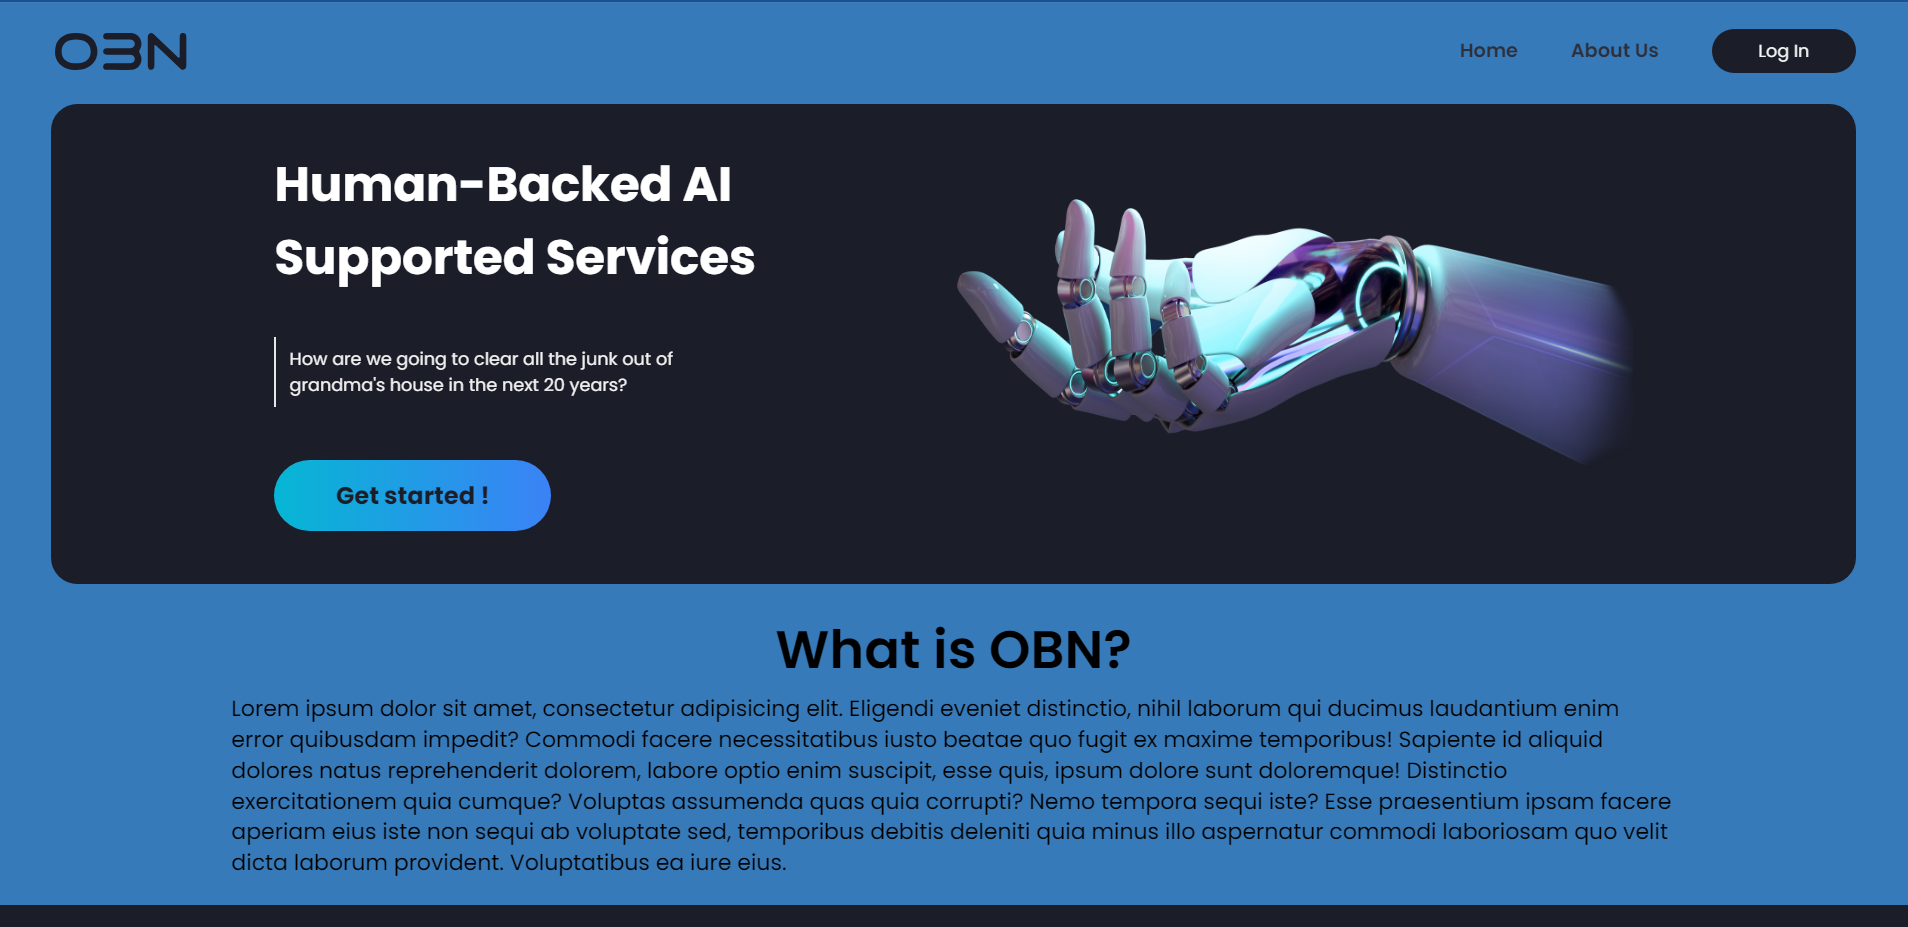 OBN
Home
About Us
Log In
Human-Backed AI
Supported Services
How are we going to clear all the junk out of
grandma's house in the next 20 years?
Get started !
What is OBN?
Lorem ipsum dolor sit amet, consectetur adipisicing elit. Eligendi eveniet distinctio, nihil laborum qui ducimus laudantium enim
error quibusdam impedit? Commodi facere necessitatibus iusto beatae quo fugit ex maxime temporibus! Sapiente id aliquid
dolores natus reprehenderit dolorem, labore optio enim suscipit, esse quis, ipsum dolore sunt doloremque! Distinctio
exercitationem quia cumque? Voluptas assumenda quas quia corrupti? Nemo tempora sequi iste? Esse praesentium ipsam facere
aperiam eius iste non sequi ab voluptate sed, temporibus debitis deleniti quia minus illo aspernatur commodi laboriosam quo velit
dicta laborum provident. Voluptatibus ea iure eius.